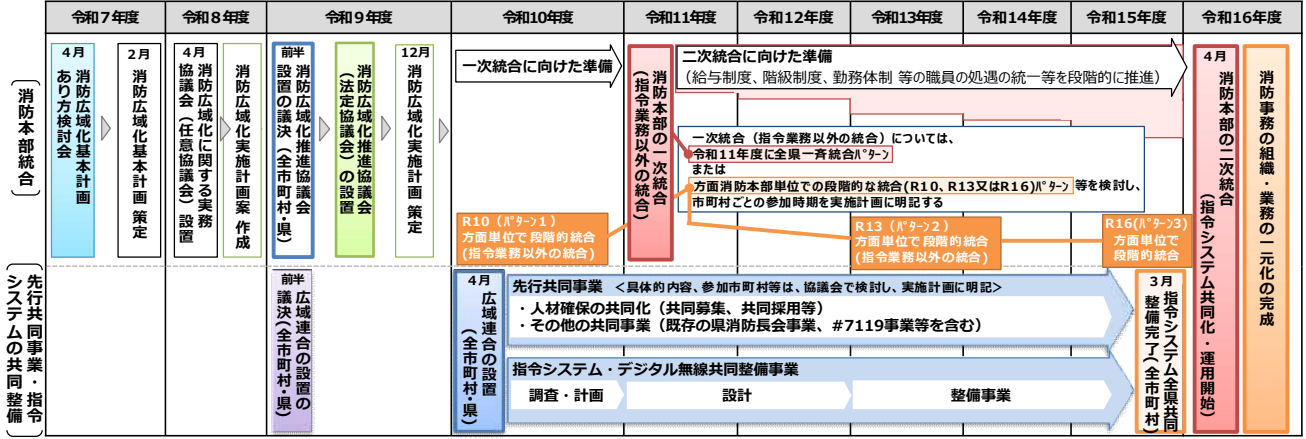 令和7年度
令和8年度
令和9年度
令和10年度
令和11年度
令和12年度
令和13年度
令和14年度
令和15年度
令和16年度
消防本部統合
4月
消防広域化基本計画
あり方検討会
2月
消防広域化基本計画 策定
4月
消防広域化に関する実務
協議会（任意協議会）設置
消防広域化実施計画案 作成
前半
消防広域化推進協議会
設置の議決（全市町村・県）
消防広域化推進協議会
（法定協議会）の設置
12月
消防広域化実施計画 策定
一次統合に向けた準備
消防本部の一次統合
（指令業務以外の統合）
二次統合に向けた準備
（給与制度、階級制度、勤務体制 等の職員の処遇の統一等を段階的に推進）
一次統合（指令業務以外の統合）については、
令和11年度に全県一斉統合ﾊﾟﾀｰﾝ
または
方面消防本部単位での段階的な統合(R10、R13又はR16)ﾊﾟﾀｰﾝ 等を検討し、
市町村ごとの参加時期を実施計画に明記する
R10（ﾊﾟﾀｰﾝ１）
方面単位で段階的統合
(指令業務以外の統合）
R13（ﾊﾟﾀｰﾝ２）
方面単位で段階的統合
(指令業務以外の統合)
R16(ﾊﾟﾀｰﾝ3)
方面単位で
段階的統合
4月
消防本部の二次統合
（指令システム共同化・運用開始）
消防事務の組織・業務の一元化の完成
先行共同事業・指令
システムの共同整備
前半
広域連合の設置の
議決（全市町村・県）
4月
広域連合の設置
（全市町村・県）
先行共同事業 ＜具体的内容、参加市町村等は、協議会で検討し、実施計画に明記＞
・人材確保の共同化（共同募集、共同採用等）
・その他の共同事業（既存の県消防長会事業、#7119事業等を含む）
指令システム・デジタル無線共同整備事業
調査・計画
設計
整備事業
3月
指令システム全県共同
整備完了（全市町村）